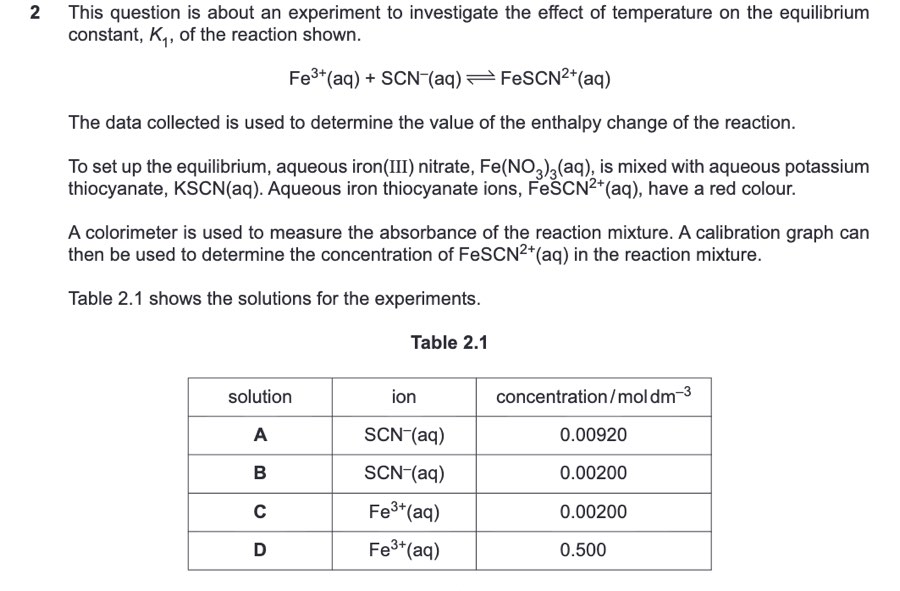 2 This question is about an experiment to investigate the effect of temperature on the equilibrium
constant, K₁, of the reaction shown.
Fe³⁺(aq) + SCN⁻(aq) ⇌ FeSCN²⁺(aq)
The data collected is used to determine the value of the enthalpy change of the reaction.
To set up the equilibrium, aqueous iron(III) nitrate, Fe(NO₃)₃(aq), is mixed with aqueous potassium
thiocyanate, KSCN(aq). Aqueous iron thiocyanate ions, FeSCN²⁺(aq), have a red colour.
A colorimeter is used to measure the absorbance of the reaction mixture. A calibration graph can
then be used to determine the concentration of FeSCN²⁺(aq) in the reaction mixture.
Table 2.1 shows the solutions for the experiments.
Table 2.1
solution ion concentration / mol dm⁻³
A SCN⁻(aq) 0.00920
B SCN⁻(aq) 0.00200
C Fe³⁺(aq) 0.00200
D Fe³⁺(aq) 0.500